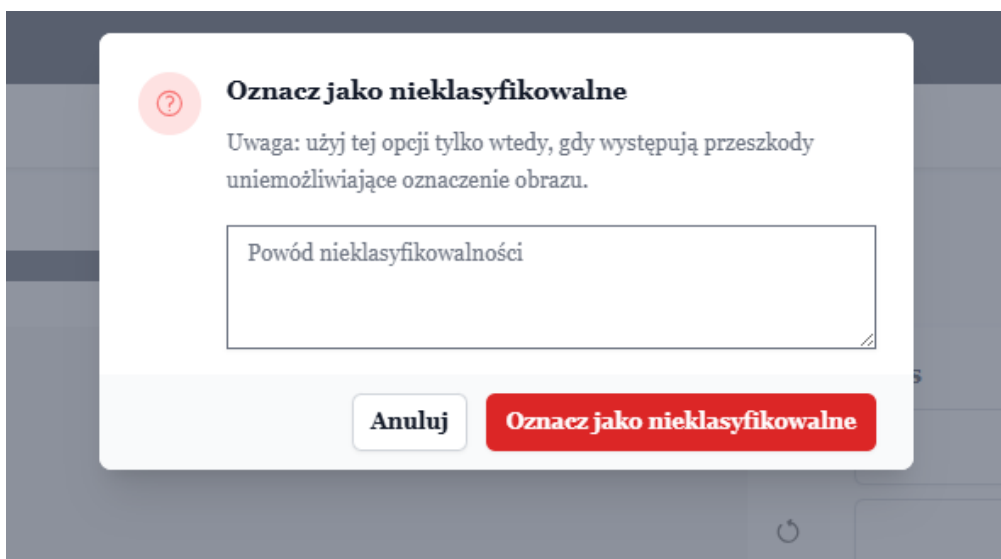 Oznacz jako nieklasyfikowalne
Uwaga: użyj tej opcji tylko wtedy, gdy występują przeszkody
uniemożliwiające oznaczenie obrazu.
Powód nieklasyfikowalności
Anuluj
Oznacz jako nieklasyfikowalne